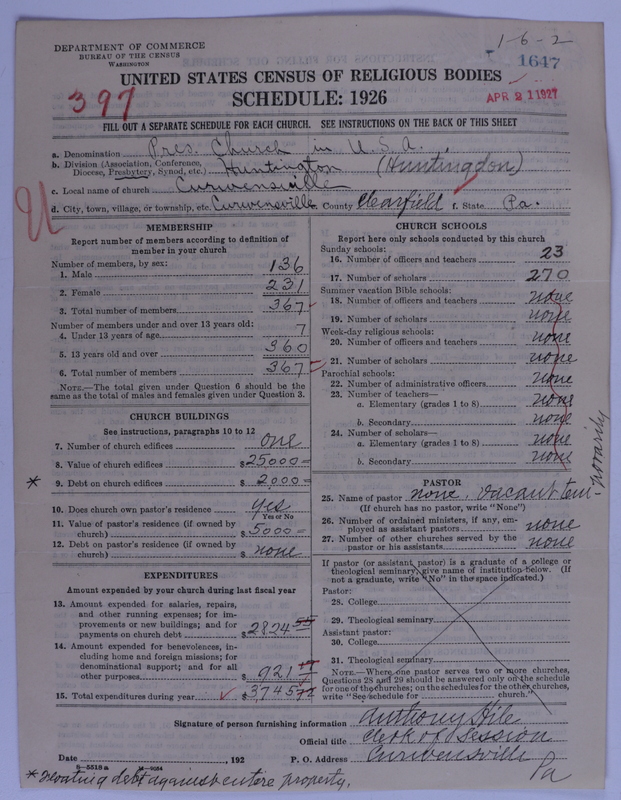 1-6-2
DEPARTMENT OF COMMERCE
BUREAU OF THE CENSUS
WASHINGTON
1647
UNITED STATES CENSUS OF RELIGIOUS BODIES
397
SCHEDULE: 1926
APR 21 1927
FILL OUT A SEPARATE SCHEDULE FOR EACH CHURCH. SEE INSTRUCTIONS ON THE BACK OF THIS SHEET
a. Denomination Pres. Church in U.S.A.
b. Division (Association, Conference, Diocese, Presbytery, Synod, etc.) Huntington (Huntingdon)
c. Local name of church Curwensville
d. City, town, village, or township, etc. Curwensville County Clearfield f. State Pa.
MEMBERSHIP
Report number of members according to definition of
member in your church
Number of members, by sex:
1. Male 136
2. Female 231
3. Total number of members 367
Number of members under and over 13 years old:
4. Under 13 years of age 7
5. 13 years old and over 360
6. Total number of members 367
NOTE.—The total given under Question 6 should be the
same as the total of males and females given under Question 3.
CHURCH BUILDINGS
See instructions, paragraphs 10 to 12
7. Number of church edifices one
8. Value of church edifices $25000=
* 9. Debt on church edifices $2000=
10. Does church own pastor's residence? yes
Yes or No
11. Value of pastor's residence (if owned by
church) $5000=
12. Debt on pastor's residence (if owned by
church) $none
EXPENDITURES
Amount expended by your church during last fiscal year
13. Amount expended for salaries, repairs,
and other running expenses; for im-
provements or new buildings; and for
payments on church debt $2824 55
14. Amount expended for benevolences, in-
cluding home and foreign missions; for
denominational support; and for all
other purposes $921
15. Total expenditures during year $3745
CHURCH SCHOOLS
Report here only schools conducted by this church
Sunday schools:
16. Number of officers and teachers 23
17. Number of scholars 270
Summer vacation Bible schools:
18. Number of officers and teachers none
19. Number of scholars none
Week-day religious schools:
20. Number of officers and teachers none
21. Number of scholars none
Parochial schools:
22. Number of administrative officers none
23. Number of teachers—
a. Elementary (grades 1 to 8) none
b. Secondary none
24. Number of scholars—
a. Elementary (grades 1 to 8) none
b. Secondary none
PASTOR
25. Name of pastor none, vacant tem-
porarily
(If church has no pastor, write "None")
26. Number of ordained ministers, if any, em-
ployed as assistant pastors none
27. Number of other churches served by the
pastor or his assistants none
If pastor (or assistant pastor) is a graduate of a college or
theological seminary, give name of institution below. (If
not a graduate, write "No" in the space indicated.)
Pastor:
28. College
29. Theological seminary
Assistant pastor:
30. College
31. Theological seminary
NOTE.—Where one pastor serves two or more churches,
Questions 28 and 29 should be answered only on the schedule
for one of the churches; on the schedules for the other churches,
write "See schedule for church."
Signature of person furnishing information Anthony Hile
Official title Clerk of Session
Date , 192 P. O. Address Curwensville
Pa
* floating debt against entire property.